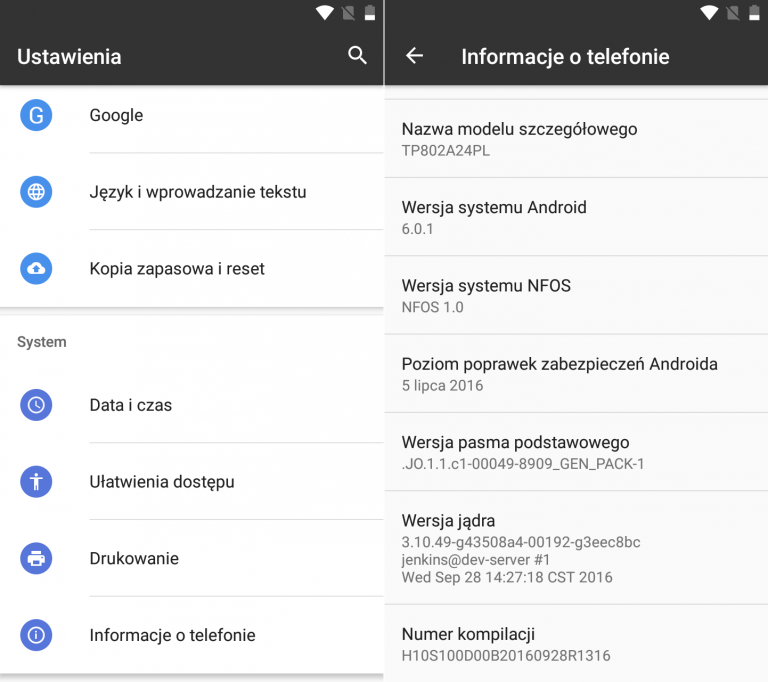 Ustawienia
G
Google
Język i wprowadzanie tekstu
Kopia zapasowa i reset
System
Data i czas
Ułatwienia dostępu
Drukowanie
Informacje o telefonie
Informacje o telefonie
Nazwa modelu szczegółowego
TP802A24PL
Wersja systemu Android
6.0.1
Wersja systemu NFOS
NFOS 1.0
Poziom poprawek zabezpieczeń Androida
5 lipca 2016
Wersja pasma podstawowego
.JO.1.1.c1-00049-8909_GEN_PACK-1
Wersja jądra
3.10.49-g43508a4-00192-g3eec8bc
jenkins@dev-server #1
Wed Sep 28 14:27:18 CST 2016
Numer kompilacji
H10S100D00B20160928R1316